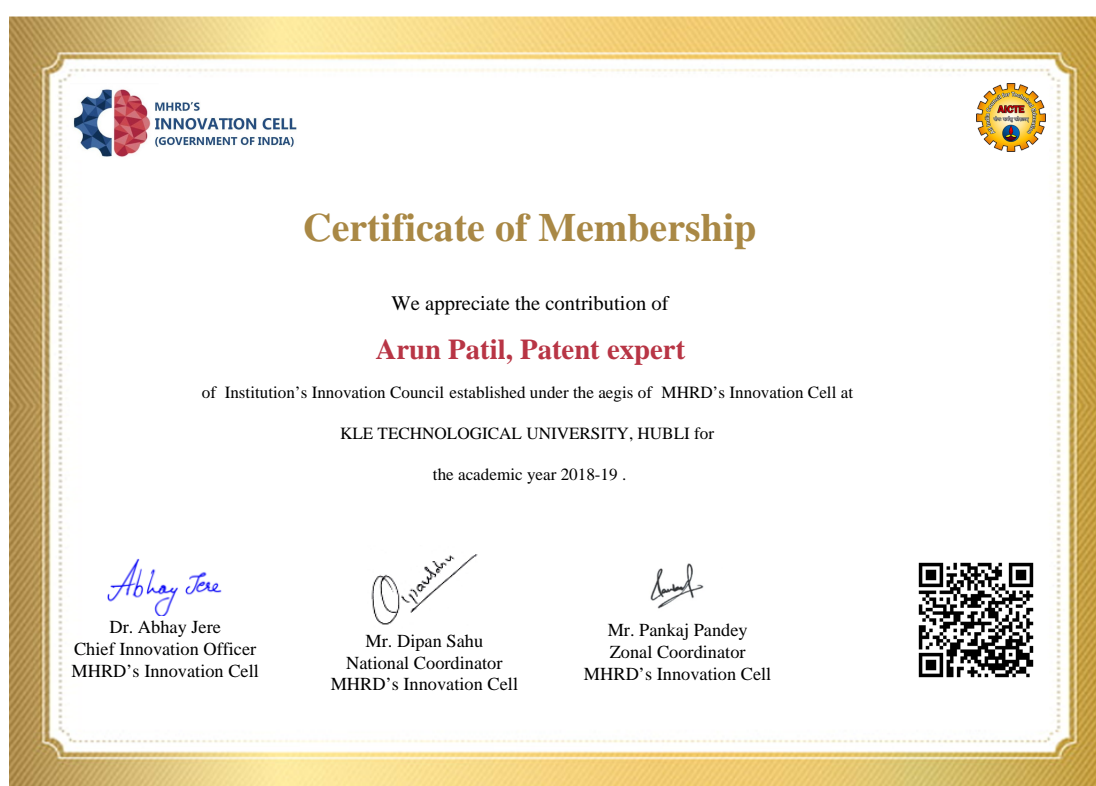 MHRD'S
INNOVATION CELL
(GOVERNMENT OF INDIA)
AICTE
Certificate of Membership
We appreciate the contribution of
Arun Patil, Patent expert
of Institution's Innovation Council established under the aegis of MHRD's Innovation Cell at
KLE TECHNOLOGICAL UNIVERSITY, HUBLI for
the academic year 2018-19 .
Abhay Jere
Dr. Abhay Jere
Chief Innovation Officer
MHRD's Innovation Cell
Mr. Dipan Sahu
National Coordinator
MHRD's Innovation Cell
Mr. Pankaj Pandey
Zonal Coordinator
MHRD's Innovation Cell